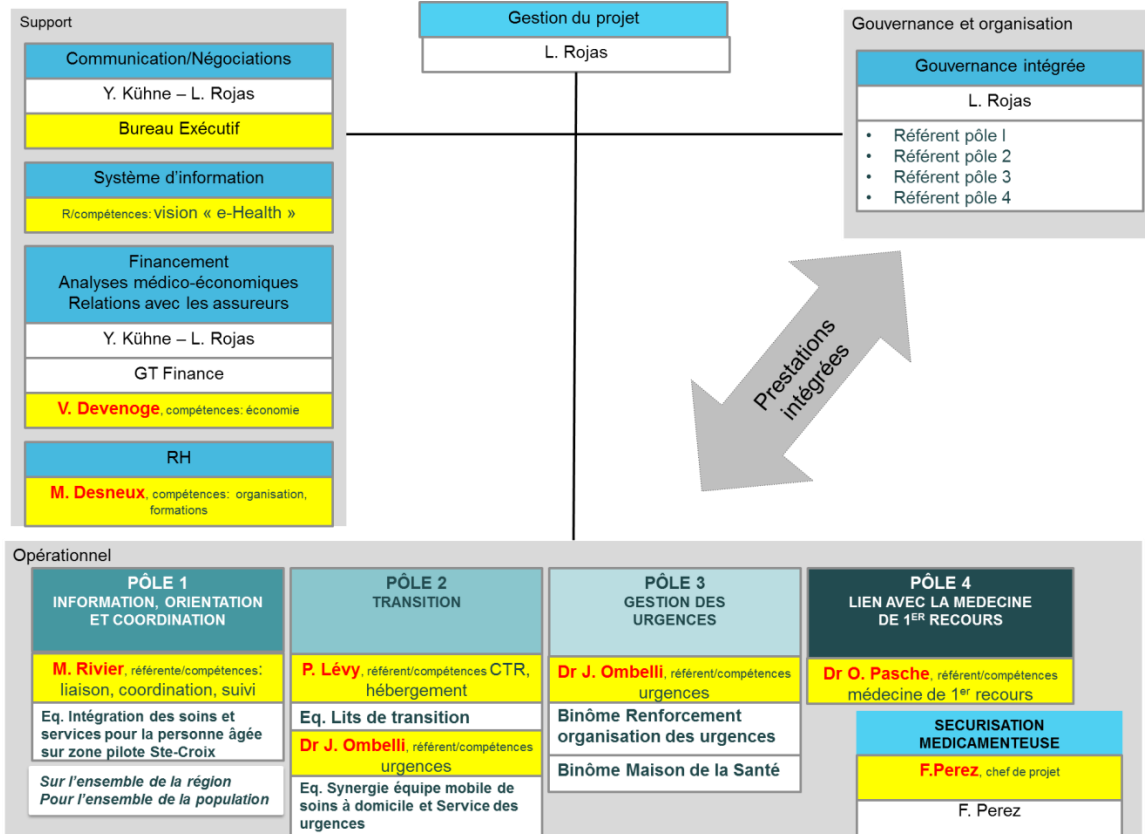 Support
Communication/Négociations
Y. Kühne – L. Rojas
Bureau Exécutif
Système d'information
R/compétences: vision « e-Health »
Financement
Analyses médico-économiques
Relations avec les assureurs
Y. Kühne – L. Rojas
GT Finance
V. Devenoge, compétences: économie
RH
M. Desneux, compétences: organisation,
formations
Gestion du projet
L. Rojas
Gouvernance et organisation
Gouvernance intégrée
L. Rojas
• Référent pôle I
• Référent pôle 2
• Référent pôle 3
• Référent pôle 4
Prestations
intégrées
Opérationnel
PÔLE 1
INFORMATION, ORIENTATION
ET COORDINATION
M. Rivier, référente/compétences:
liaison, coordination, suivi
Eq. Intégration des soins et
services pour la personne âgée
sur zone pilote Ste-Croix
Sur l'ensemble de la région
Pour l'ensemble de la population
PÔLE 2
TRANSITION
P. Lévy, référent/compétences CTR,
hébergement
Eq. Lits de transition
Dr J. Ombelli, référent/compétences
urgences
Eq. Synergie équipe mobile de
soins à domicile et Service des
urgences
PÔLE 3
GESTION DES
URGENCES
Dr J. Ombelli, référent/compétences
urgences
Binôme Renforcement
organisation des urgences
Binôme Maison de la Santé
PÔLE 4
LIEN AVEC LA MEDECINE
DE 1ER RECOURS
Dr O. Pasche, référent/compétences
médecine de 1er recours
SECURISATION
MEDICAMENTEUSE
F.Perez, chef de projet
F. Perez